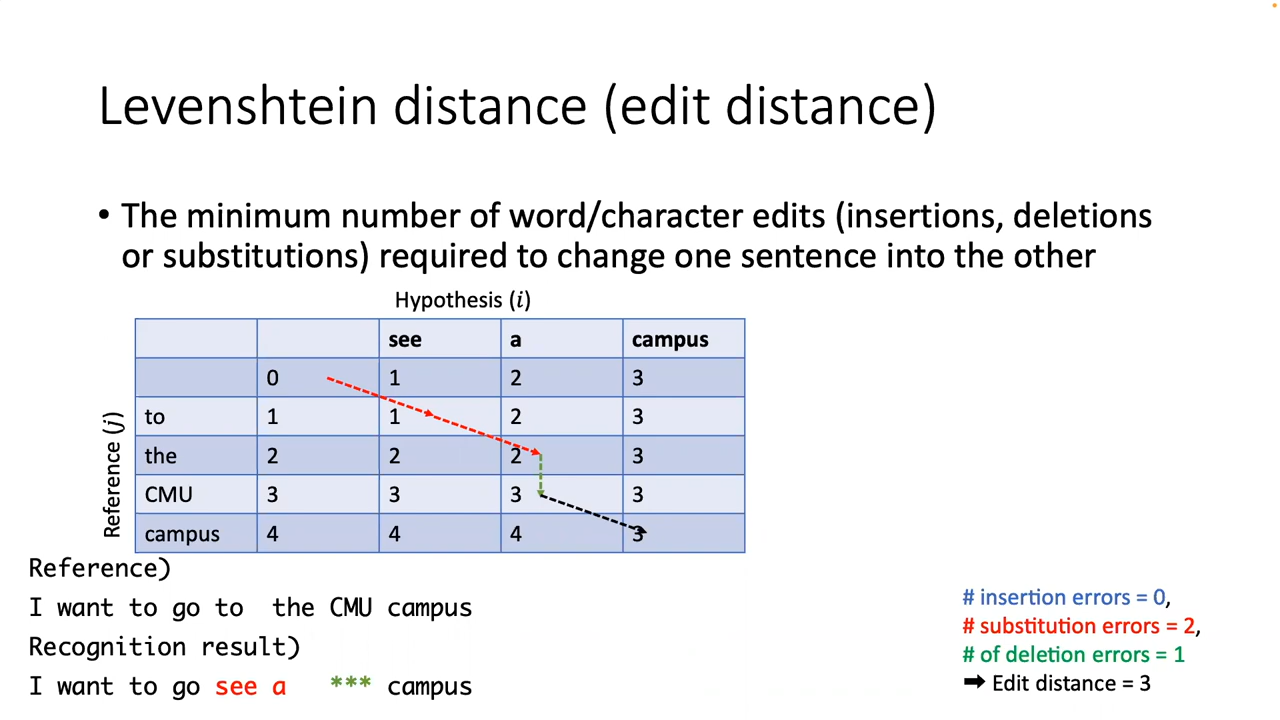 Levenshtein distance (edit distance)
• The minimum number of word/character edits (insertions, deletions
or substitutions) required to change one sentence into the other
Hypothesis (i)
see a campus
0 1 2 3
to 1 1 2 3
the 2 2 2 3
CMU 3 3 3 3
campus 4 4 4 3
Reference (j)
Reference)
I want to go to the CMU campus
Recognition result)
I want to go see a *** campus
# insertion errors = 0,
# substitution errors = 2,
# of deletion errors = 1
➡ Edit distance = 3